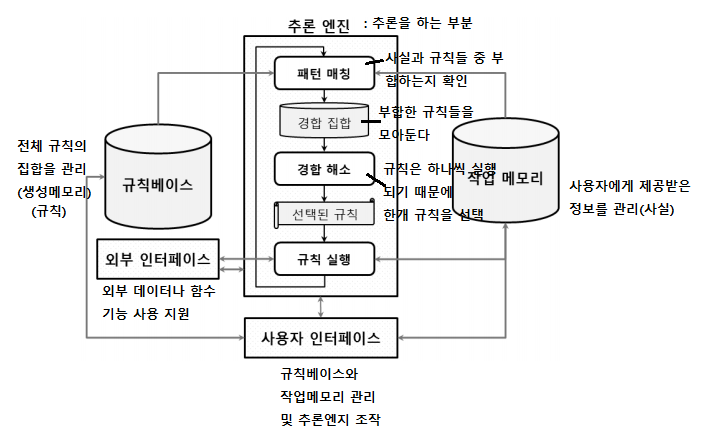 추론 엔진 : 추론을 하는 부분
패턴 매칭
사실과 규칙들 중 부
합하는지 확인
경합 집합
부합한 규칙들을
모아둔다
전체 규칙의
집합을 관리
(생성메모리)
(규칙)
규칙베이스
경합 해소
규칙은 하나씩 실행
되기 때문에
한개 규칙을 선택
작업 메모리
사용자에게 제공받은
정보를 관리(사실)
선택된 규칙
외부 인터페이스
규칙 실행
외부 데이터나 함수
기능 사용 지원
사용자 인터페이스
규칙베이스와
작업메모리 관리
및 추론엔지 조작